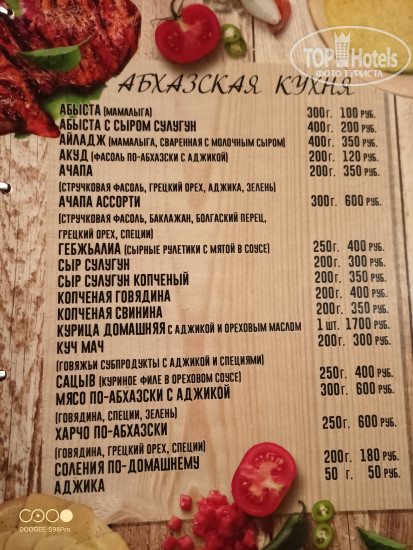 TopHotels
ФОТО ТУРИСТА
АБХАЗСКАЯ КУХНЯ
АБЫСТА (МАМАЛЫГА) 300г. 100 РУБ.
АБЫСТА С СЫРОМ СУЛУГУН 400г. 200 РУБ.
АЙЛАДЖ (МАМАЛЫГА, СВАРЕННАЯ С МОЛОЧНЫМ СЫРОМ) 400г. 350 РУБ.
АКУД (ФАСОЛЬ ПО-АБХАЗСКИ С АДЖИКОЙ) 200г. 120 РУБ.
АЧАПА 200г. 350 РУБ.
(СТРУЧКОВАЯ ФАСОЛЬ, ГРЕЦКИЙ ОРЕХ, АДЖИКА, ЗЕЛЕНЬ)
АЧАПА АССОРТИ 300г. 600 РУБ.
(СТРУЧКОВАЯ ФАСОЛЬ, БАКЛАЖАН, БОЛГАСКИЙ ПЕРЕЦ,
ГРЕЦКИЙ ОРЕХ, СПЕЦИИ)
ГЕБЖЬАЛИА (СЫРНЫЕ РУЛЕТИКИ С МЯТОЙ В СОУСЕ) 250г. 400 РУБ.
СЫР СУЛУГУН 200г. 300 РУБ.
СЫР СУЛУГУН КОПЧЕНЫЙ 200г. 350 РУБ.
КОПЧЕНАЯ ГОВЯДИНА 200г. 400 РУБ.
КОПЧЕНАЯ СВИНИНА 200г. 350 РУБ.
КУРИЦА ДОМАШНЯЯ С АДЖИКОЙ И ОРЕХОВЫМ МАСЛОМ 1 ШТ. 1700 РУБ.
КУЧ МАЧ 200г. 300 РУБ.
(ГОВЯЖЬИ СУБПРОДУКТЫ С АДЖИКОЙ И СПЕЦИЯМИ)
САЦЫВ (КУРИНОЕ ФИЛЕ В ОРЕХОВОМ СОУСЕ) 250г. 400 РУБ.
МЯСО ПО-АБХАЗСКИ С АДЖИКОЙ 300г. 600 РУБ.
(ГОВЯДИНА, СПЕЦИИ, ЗЕЛЕНЬ)
ХАРЧО ПО-АБХАЗСКИ 250г. 600 РУБ.
(ГОВЯДИНА, ГРЕЦКИЙ ОРЕХ, СПЕЦИИ)
СОЛЕНИЯ ПО-ДОМАШНЕМУ 200г. 180 РУБ.
АДЖИКА 50 г. 50 РУБ.
DOOGEE S98Pro